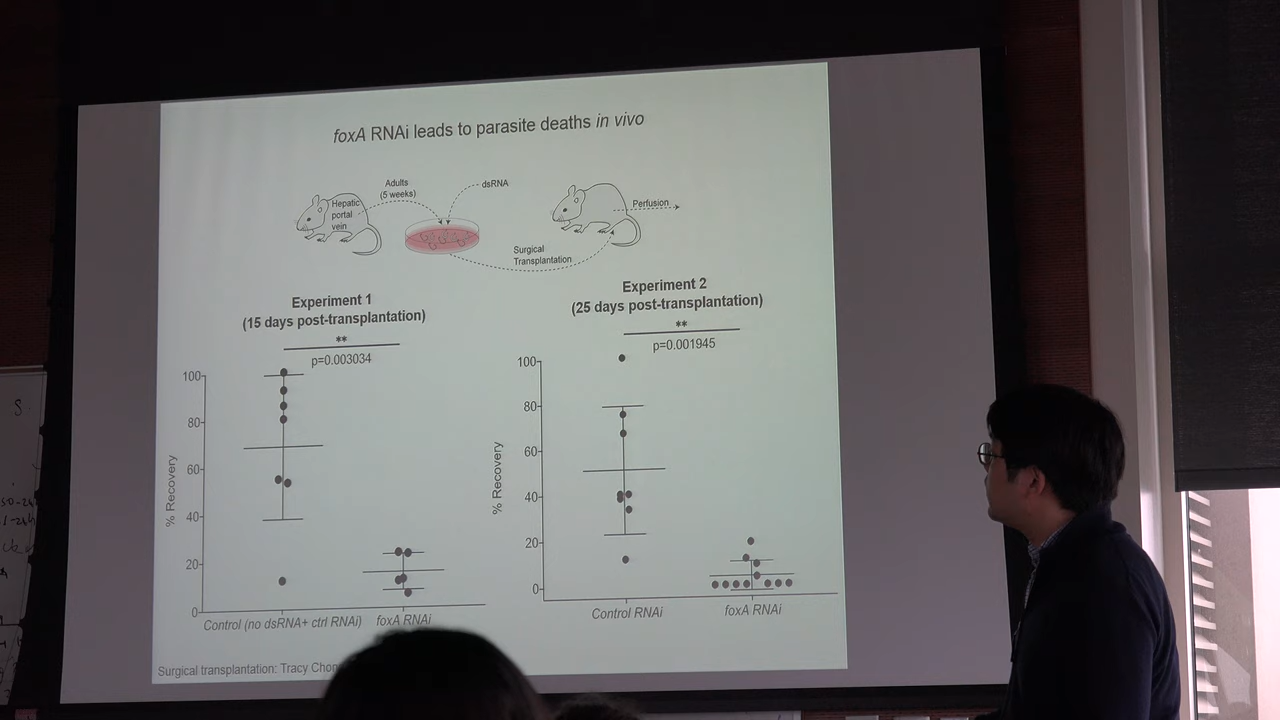 foxA RNAi leads to parasite deaths in vivo
Adults
(5 weeks)
dsRNA
Hepatic
portal
vein
Perfusion
Surgical
Transplantation
Experiment 1
(15 days post-transplantation)
**
p=0.003034
% Recovery
100
80
60
40
20
0
Control (no dsRNA+ ctrl RNAi)
foxA RNAi
Experiment 2
(25 days post-transplantation)
**
p=0.001945
% Recovery
100
80
60
40
20
0
Control RNAi
foxA RNAi
Surgical transplantation: Tracy